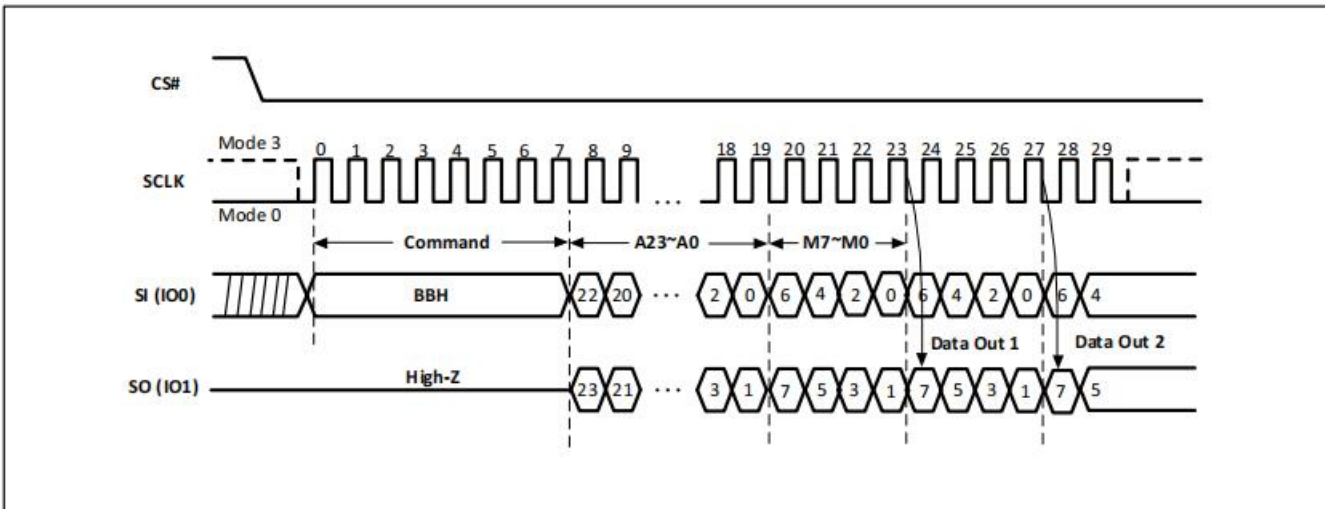 CS#
Mode 3
0 1 2 3 4 5 6 7 8 9 18 19 20 21 22 23 24 25 26 27 28 29
SCLK
...
Mode 0
Command A23~A0 M7~M0
SI (IO0) BBH 22 20 ... 2 0 6 4 2 0 6 4 2 0 6 4
Data Out 1 Data Out 2
SO (IO1) High-Z 23 21 ... 3 1 7 5 3 1 7 5 3 1 7 5